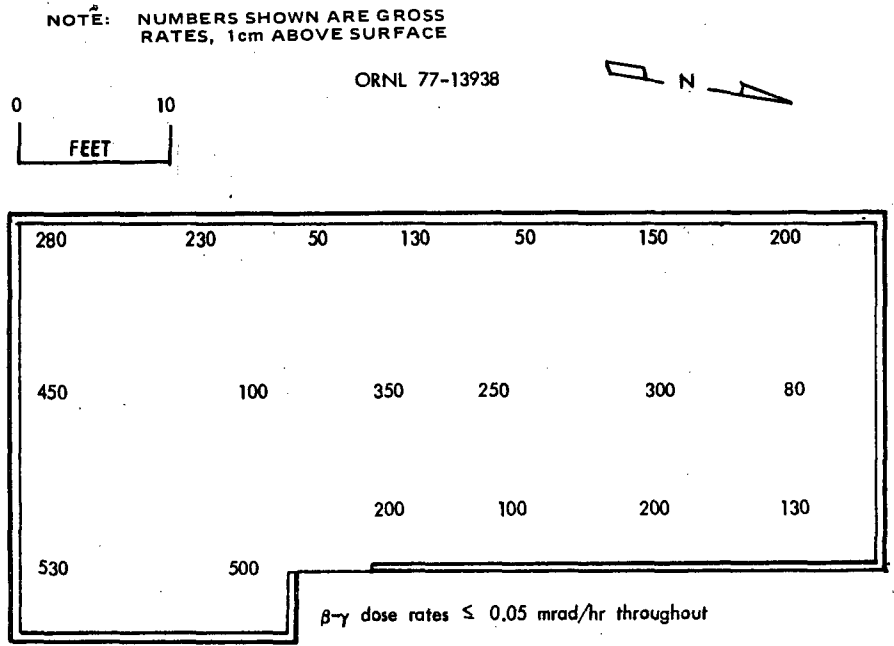 NOTE: NUMBERS SHOWN ARE GROSS
RATES, 1cm ABOVE SURFACE
ORNL 77-13938
N
0 10
FEET
280 230 50 130 50 150 200
450 100 350 250 300 80
200 100 200 130
530 500
β-γ dose rates ≤ 0.05 mrad/hr throughout